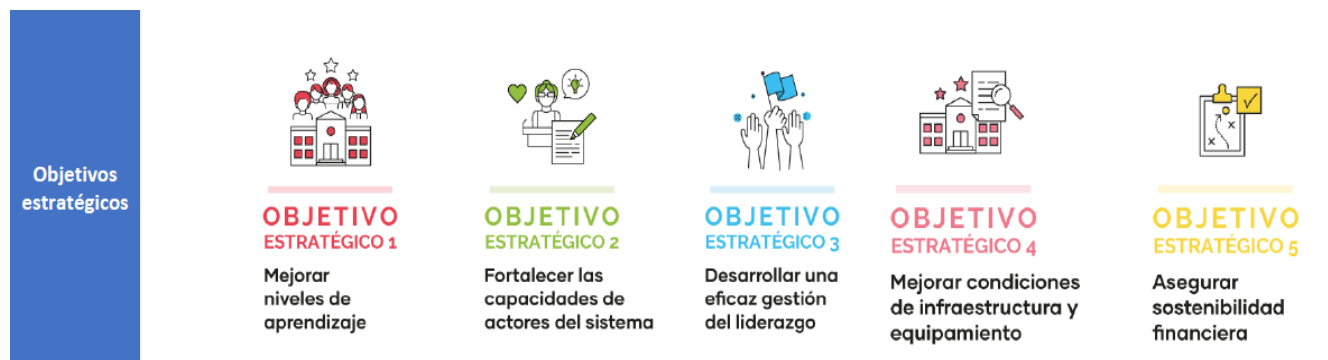 Objetivos
estratégicos
OBJETIVO
ESTRATÉGICO 1
Mejorar
niveles de
aprendizaje
OBJETIVO
ESTRATÉGICO 2
Fortalecer las
capacidades de
actores del sistema
OBJETIVO
ESTRATÉGICO 3
Desarrollar una
eficaz gestión
del liderazgo
OBJETIVO
ESTRATÉGICO 4
Mejorar condiciones
de infraestructura y
equipamiento
OBJETIVO
ESTRATÉGICO 5
Asegurar
sostenibilidad
financiera